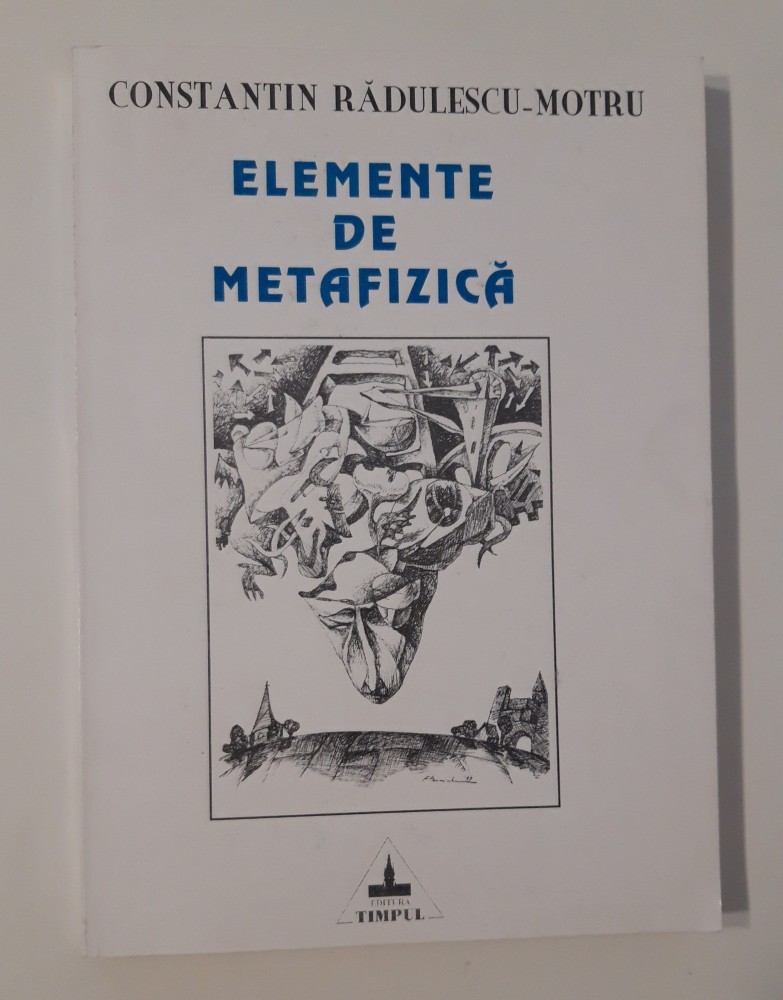 CONSTANTIN RĂDULESCU-MOTRU
ELEMENTE
DE
METAFIZICĂ
EDITURA
TIMPUL